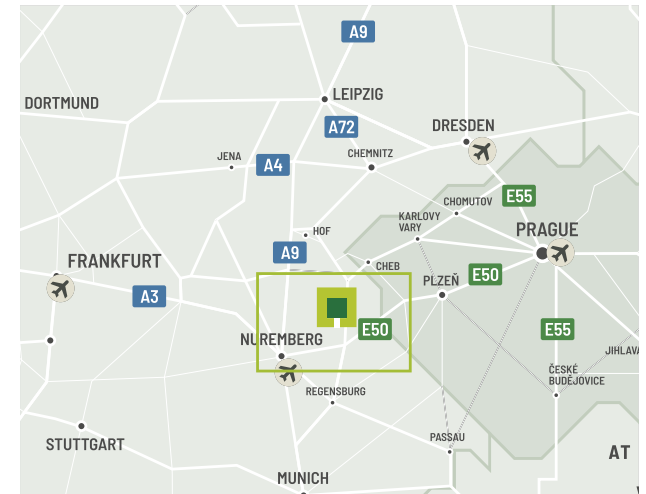 A9
DORTMUND
LEIPZIG
A72
DRESDEN
JENA
A4
CHEMNITZ
E55
CHOMUTOV
KARLOVY
VARY
PRAGUE
HOF
A9
FRANKFURT
CHEB
E50
PLZEŇ
A3
NUREMBERG
E50
E55
JIHLAVA
ČESKÉ
BUDĚJOVICE
REGENSBURG
STUTTGART
PASSAU
AT
MUNICH